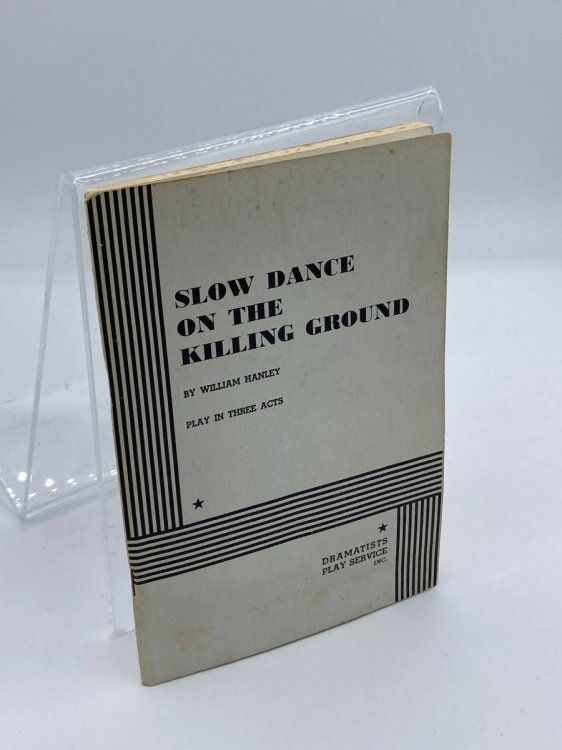 SLOW DANCE
ON THE
KILLING GROUND
BY WILLIAM HANLEY
PLAY IN THREE ACTS
DRAMATISTS
PLAY SERVICE
INC.